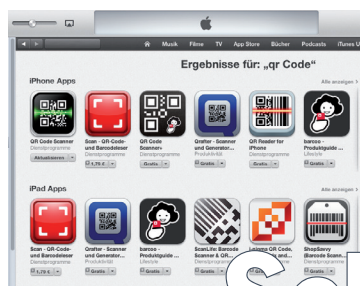 Musik Filme TV App Store Bücher Podcasts iTunes U
Ergebnisse für: „qr Code“
iPhone Apps Alle anzeigen >
QR Code Scanner
Dienstprogramme
Aktualisieren
Scan - QR-Code- und Barcodeleser
Dienstprogramme
1,79 €
QR Code Scanner+
Dienstprogramme
Gratis
Qrafter - Scanner und Generator...
Produktivität
Gratis
QR Reader for iPhone
Dienstprogramme
Gratis
barcoo - Produktguide ...
Lifestyle
Gratis
iPad Apps Alle anzeigen >
Scan - QR-Code- und Barcodeleser
Dienstprogramme
1,79 €
Qrafter - Scanner und Generator...
Produktivität
Gratis
barcoo - Produktguide ...
Lifestyle
Gratis
ScanLife: Barcode Scanner & QR...
Dienstprogramme
Gratis
QR Code,
Gratis
ShopSavvy (Barcode Scann...
Gratis